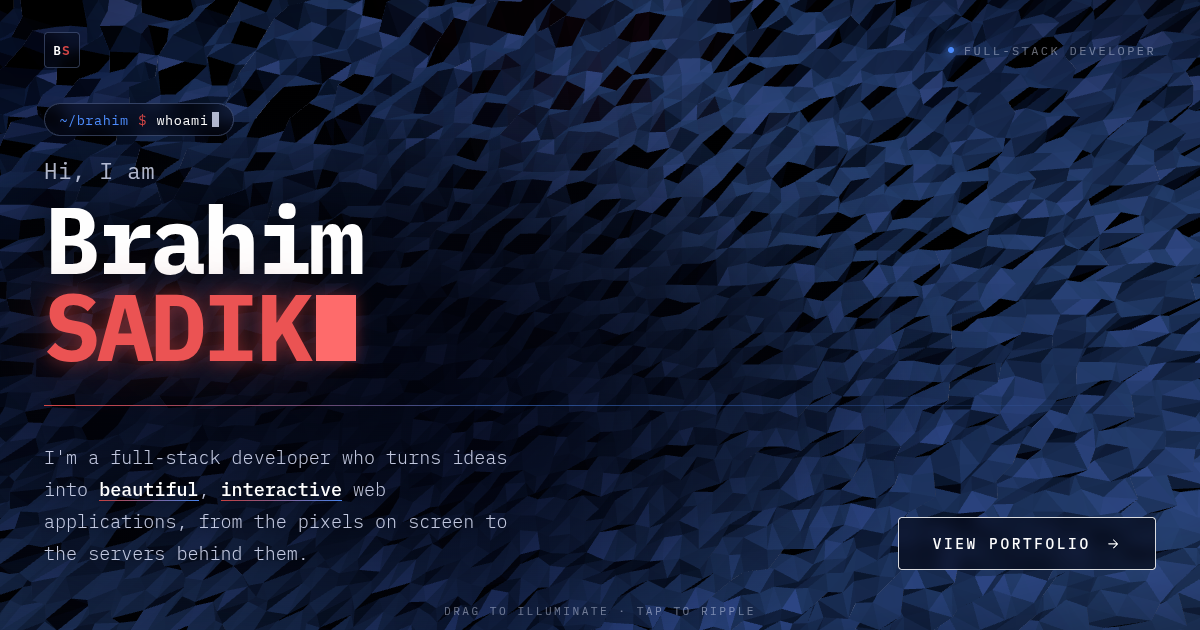 BS
FULL-STACK DEVELOPER
~/brahim $ whoami
Hi, I am
Brahim
SADIK
I'm a full-stack developer who turns ideas
into beautiful, interactive web
applications, from the pixels on screen to
the servers behind them.
VIEW PORTFOLIO →
DRAG TO ILLUMINATE · TAP TO RIPPLE